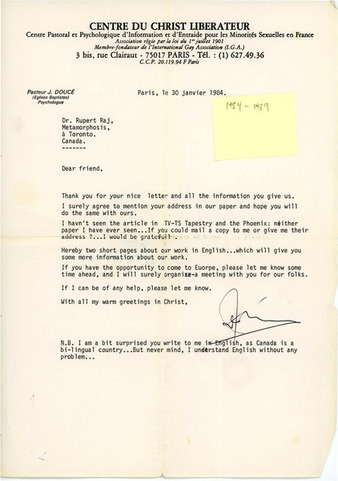 CENTRE DU CHRIST LIBERATEUR
Centre Pastoral et Psychologique d'Information et d'Entraide pour les Minorités Sexuelles en France
Association régie par la loi du 1er juillet 1901
Membre-fondateur de l'International Gay Association (I.G.A.)
3 bis, rue Clairaut - 75017 PARIS - Tél. : (1) 627.49.36
C.C.P. 20.119.94 F Paris
Pasteur J. DOUCÉ
(Eglises Baptistes)
Psychologue
Paris, le 30 janvier 1984.
1984 - 1989
Dr. Rupert Raj,
Metamorphosis,
à Toronto.
Canada.
-------
Dear friend,
Thank you for your nice letter and all the information you give us.
I surely agree to mention your address in our paper and hope you will
do the same with ours.
I havn't seen the article in TV-TS Tapestry and the Phoenix: neither
paper I have ever seen...If you could mail a copy to me or give me their
address ?...I would be gratefull.
Hereby two short pages about our work in English...which will give you
some more information about our work.
If you have the opportunity to come to Euorpe, please let me know some
time ahead, and I will surely organize a meeting with you for our folks.
If I can be of any help, please let me know.
With all my warm greetings in Christ,
N.B. I am a bit surprised you write to me in English, as Canada is a
bi-lingual country...But never mind, I understand English without any
problem...